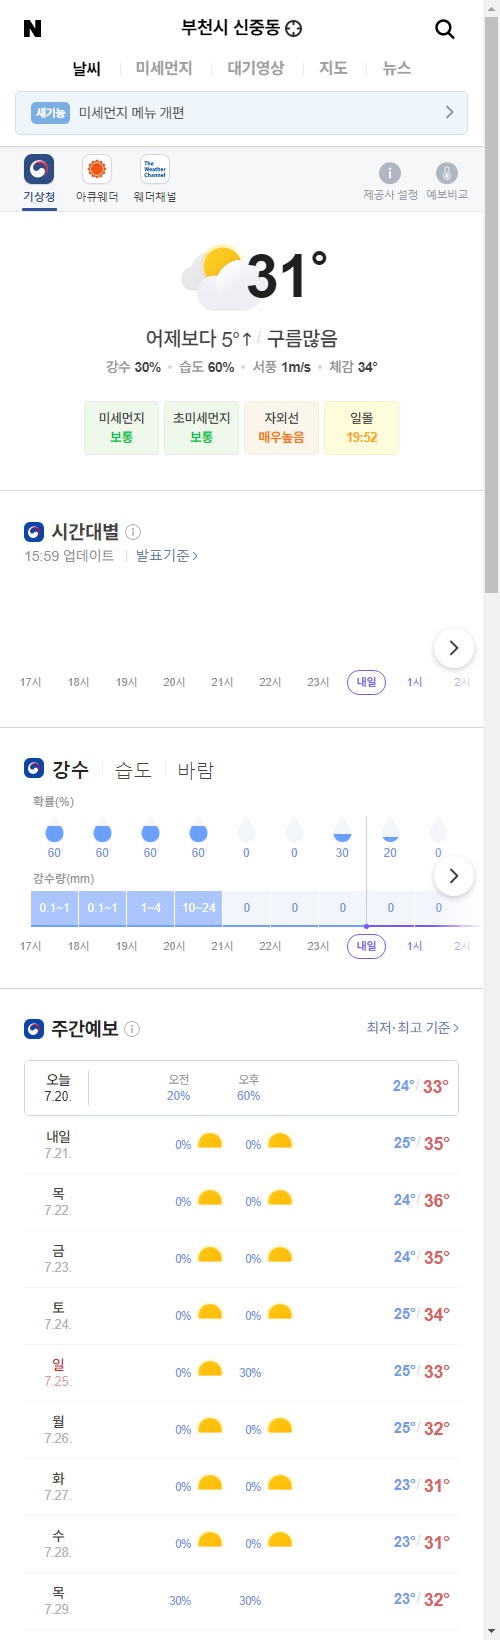 N 부천시 신중동
날씨 미세먼지 대기영상 지도 뉴스
새기능 미세먼지 메뉴 개편
The Weather Channel
기상청 아큐웨더 웨더채널 제공사 설정 예보비교
31°
어제보다 5°↑ / 구름많음
강수 30% • 습도 60% • 서풍 1m/s • 체감 34°
미세먼지 초미세먼지 자외선 일몰
보통 보통 매우높음 19:52
시간대별
15:59 업데이트 발표기준
17시 18시 19시 20시 21시 22시 23시 내일 1시 2시
강수 습도 바람
확률(%)
60 60 60 60 0 0 30 20 0
강수량(mm)
0.1~1 0.1~1 1~4 10~24 0 0 0 0 0
17시 18시 19시 20시 21시 22시 23시 내일 1시 2시
주간예보 최저·최고 기준
오늘 오전 오후
7.20. 20% 60% 24°/ 33°
내일
7.21. 0% 0% 25°/ 35°
목
7.22. 0% 0% 24°/ 36°
금
7.23. 0% 0% 24°/ 35°
토
7.24. 0% 0% 25°/ 34°
일
7.25. 0% 30% 25°/ 33°
월
7.26. 0% 0% 25°/ 32°
화
7.27. 0% 0% 23°/ 31°
수
7.28. 0% 0% 23°/ 31°
목
7.29. 30% 30% 23°/ 32°